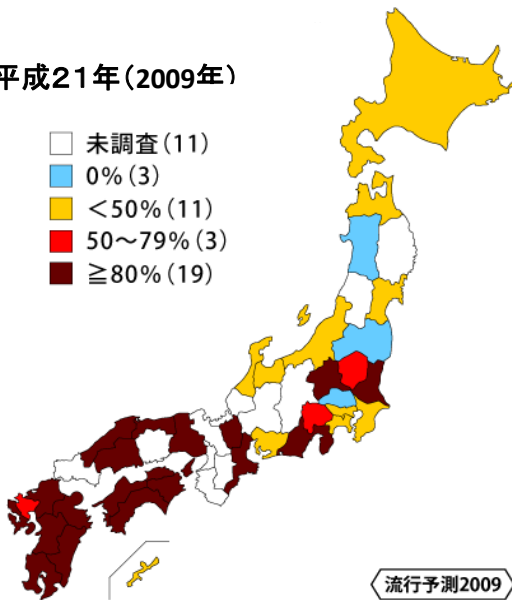 平成２１年（2009年）
未調査(11)
0%(3)
＜50%(11)
50～79%(3)
≧80%(19)
流行予測2009